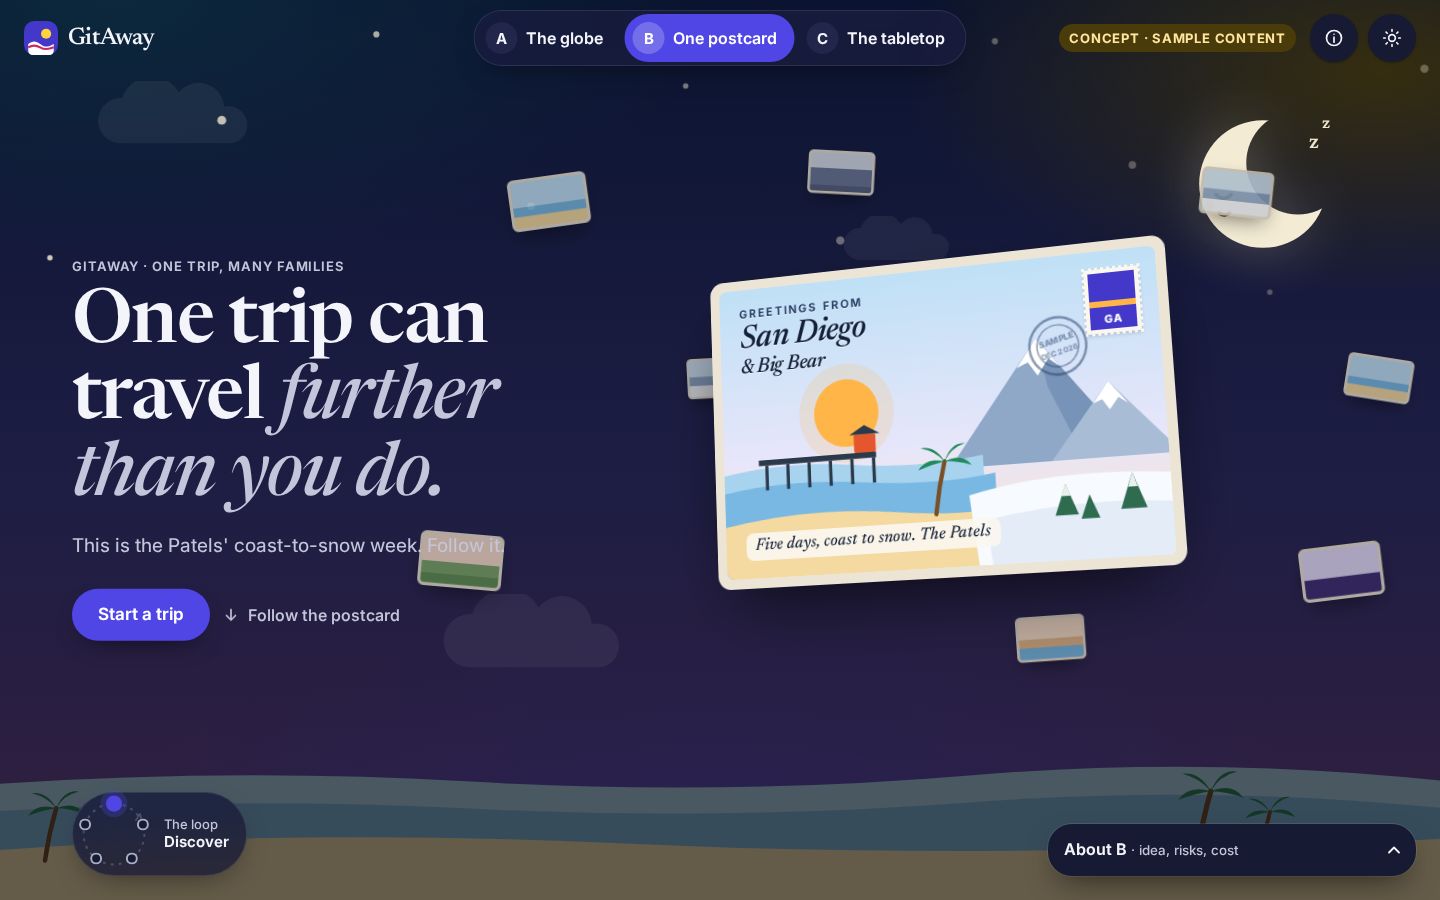 GitAway
A The globe
B One postcard
C The tabletop
CONCEPT · SAMPLE CONTENT
z
z
GITAWAY · ONE TRIP, MANY FAMILIES
One trip can
travel further
than you do.
This is the Patels' coast-to-snow week. Follow it.
Start a trip
↓ Follow the postcard
GREETINGS FROM
San Diego
& Big Bear
SAMPLE
DEC 2026
GA
Five days, coast to snow. The Patels
The loop
Discover
About B · idea, risks, cost